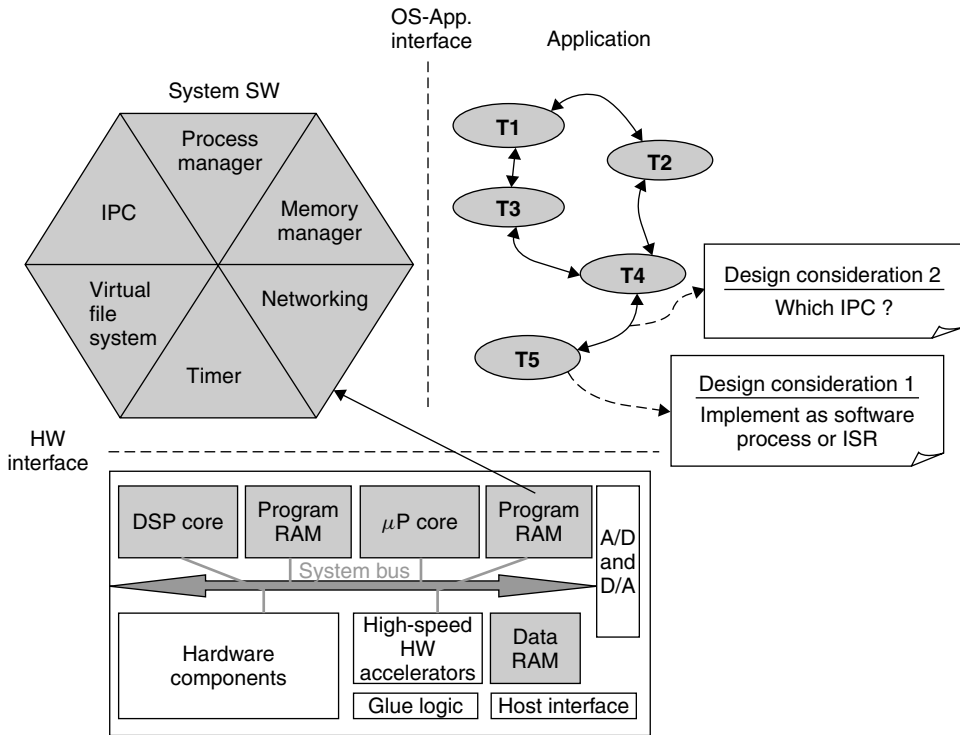 OS-App.
interface
Application
System SW
Process
manager
IPC
Memory
manager
Virtual
file
system
Networking
Timer
T1
T2
T3
T4
T5
Design consideration 2
Which IPC ?
Design consideration 1
Implement as software
process or ISR
HW
interface
DSP core
Program
RAM
μP core
Program
RAM
A/D
and
D/A
System bus
Hardware
components
High-speed
HW
accelerators
Data
RAM
Glue logic
Host interface